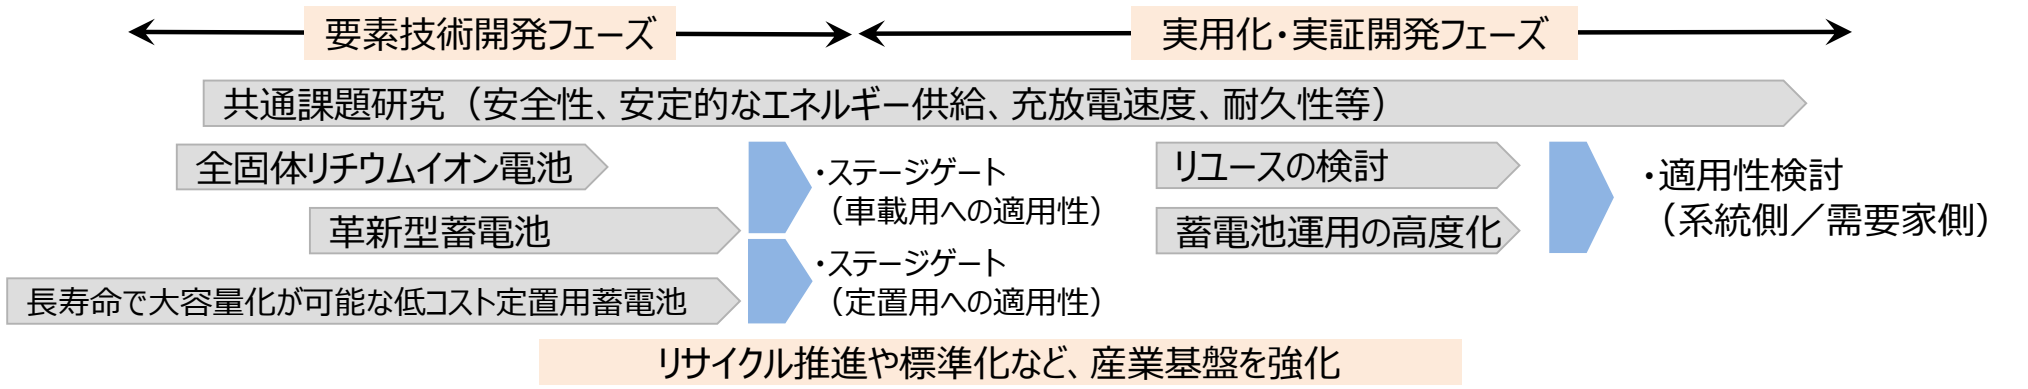 要素技術開発フェーズ
実用化・実証開発フェーズ
共通課題研究（安全性、安定的なエネルギー供給、充放電速度、耐久性等）
全固体リチウムイオン電池
革新型蓄電池
長寿命で大容量化が可能な低コスト定置用蓄電池
・ステージゲート
（車載用への適用性）
・ステージゲート
（定置用への適用性）
リユースの検討
蓄電池運用の高度化
・適用性検討
（系統側／需要家側）
リサイクル推進や標準化など、産業基盤を強化